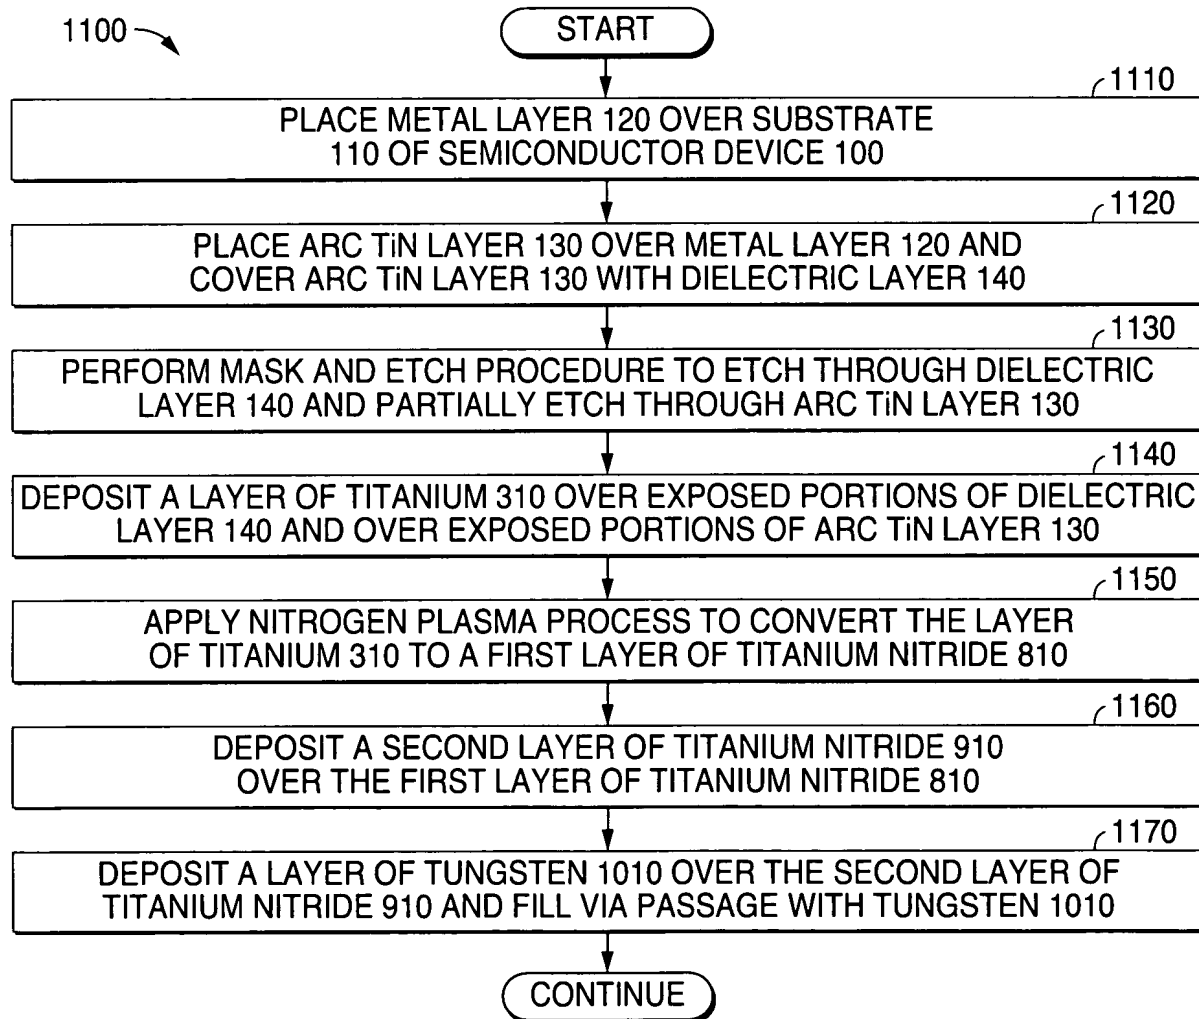 1100
START
1110
PLACE METAL LAYER 120 OVER SUBSTRATE
110 OF SEMICONDUCTOR DEVICE 100
1120
PLACE ARC TiN LAYER 130 OVER METAL LAYER 120 AND
COVER ARC TiN LAYER 130 WITH DIELECTRIC LAYER 140
1130
PERFORM MASK AND ETCH PROCEDURE TO ETCH THROUGH DIELECTRIC
LAYER 140 AND PARTIALLY ETCH THROUGH ARC TiN LAYER 130
1140
DEPOSIT A LAYER OF TITANIUM 310 OVER EXPOSED PORTIONS OF DIELECTRIC
LAYER 140 AND OVER EXPOSED PORTIONS OF ARC TiN LAYER 130
1150
APPLY NITROGEN PLASMA PROCESS TO CONVERT THE LAYER
OF TITANIUM 310 TO A FIRST LAYER OF TITANIUM NITRIDE 810
1160
DEPOSIT A SECOND LAYER OF TITANIUM NITRIDE 910
OVER THE FIRST LAYER OF TITANIUM NITRIDE 810
1170
DEPOSIT A LAYER OF TUNGSTEN 1010 OVER THE SECOND LAYER OF
TITANIUM NITRIDE 910 AND FILL VIA PASSAGE WITH TUNGSTEN 1010
CONTINUE